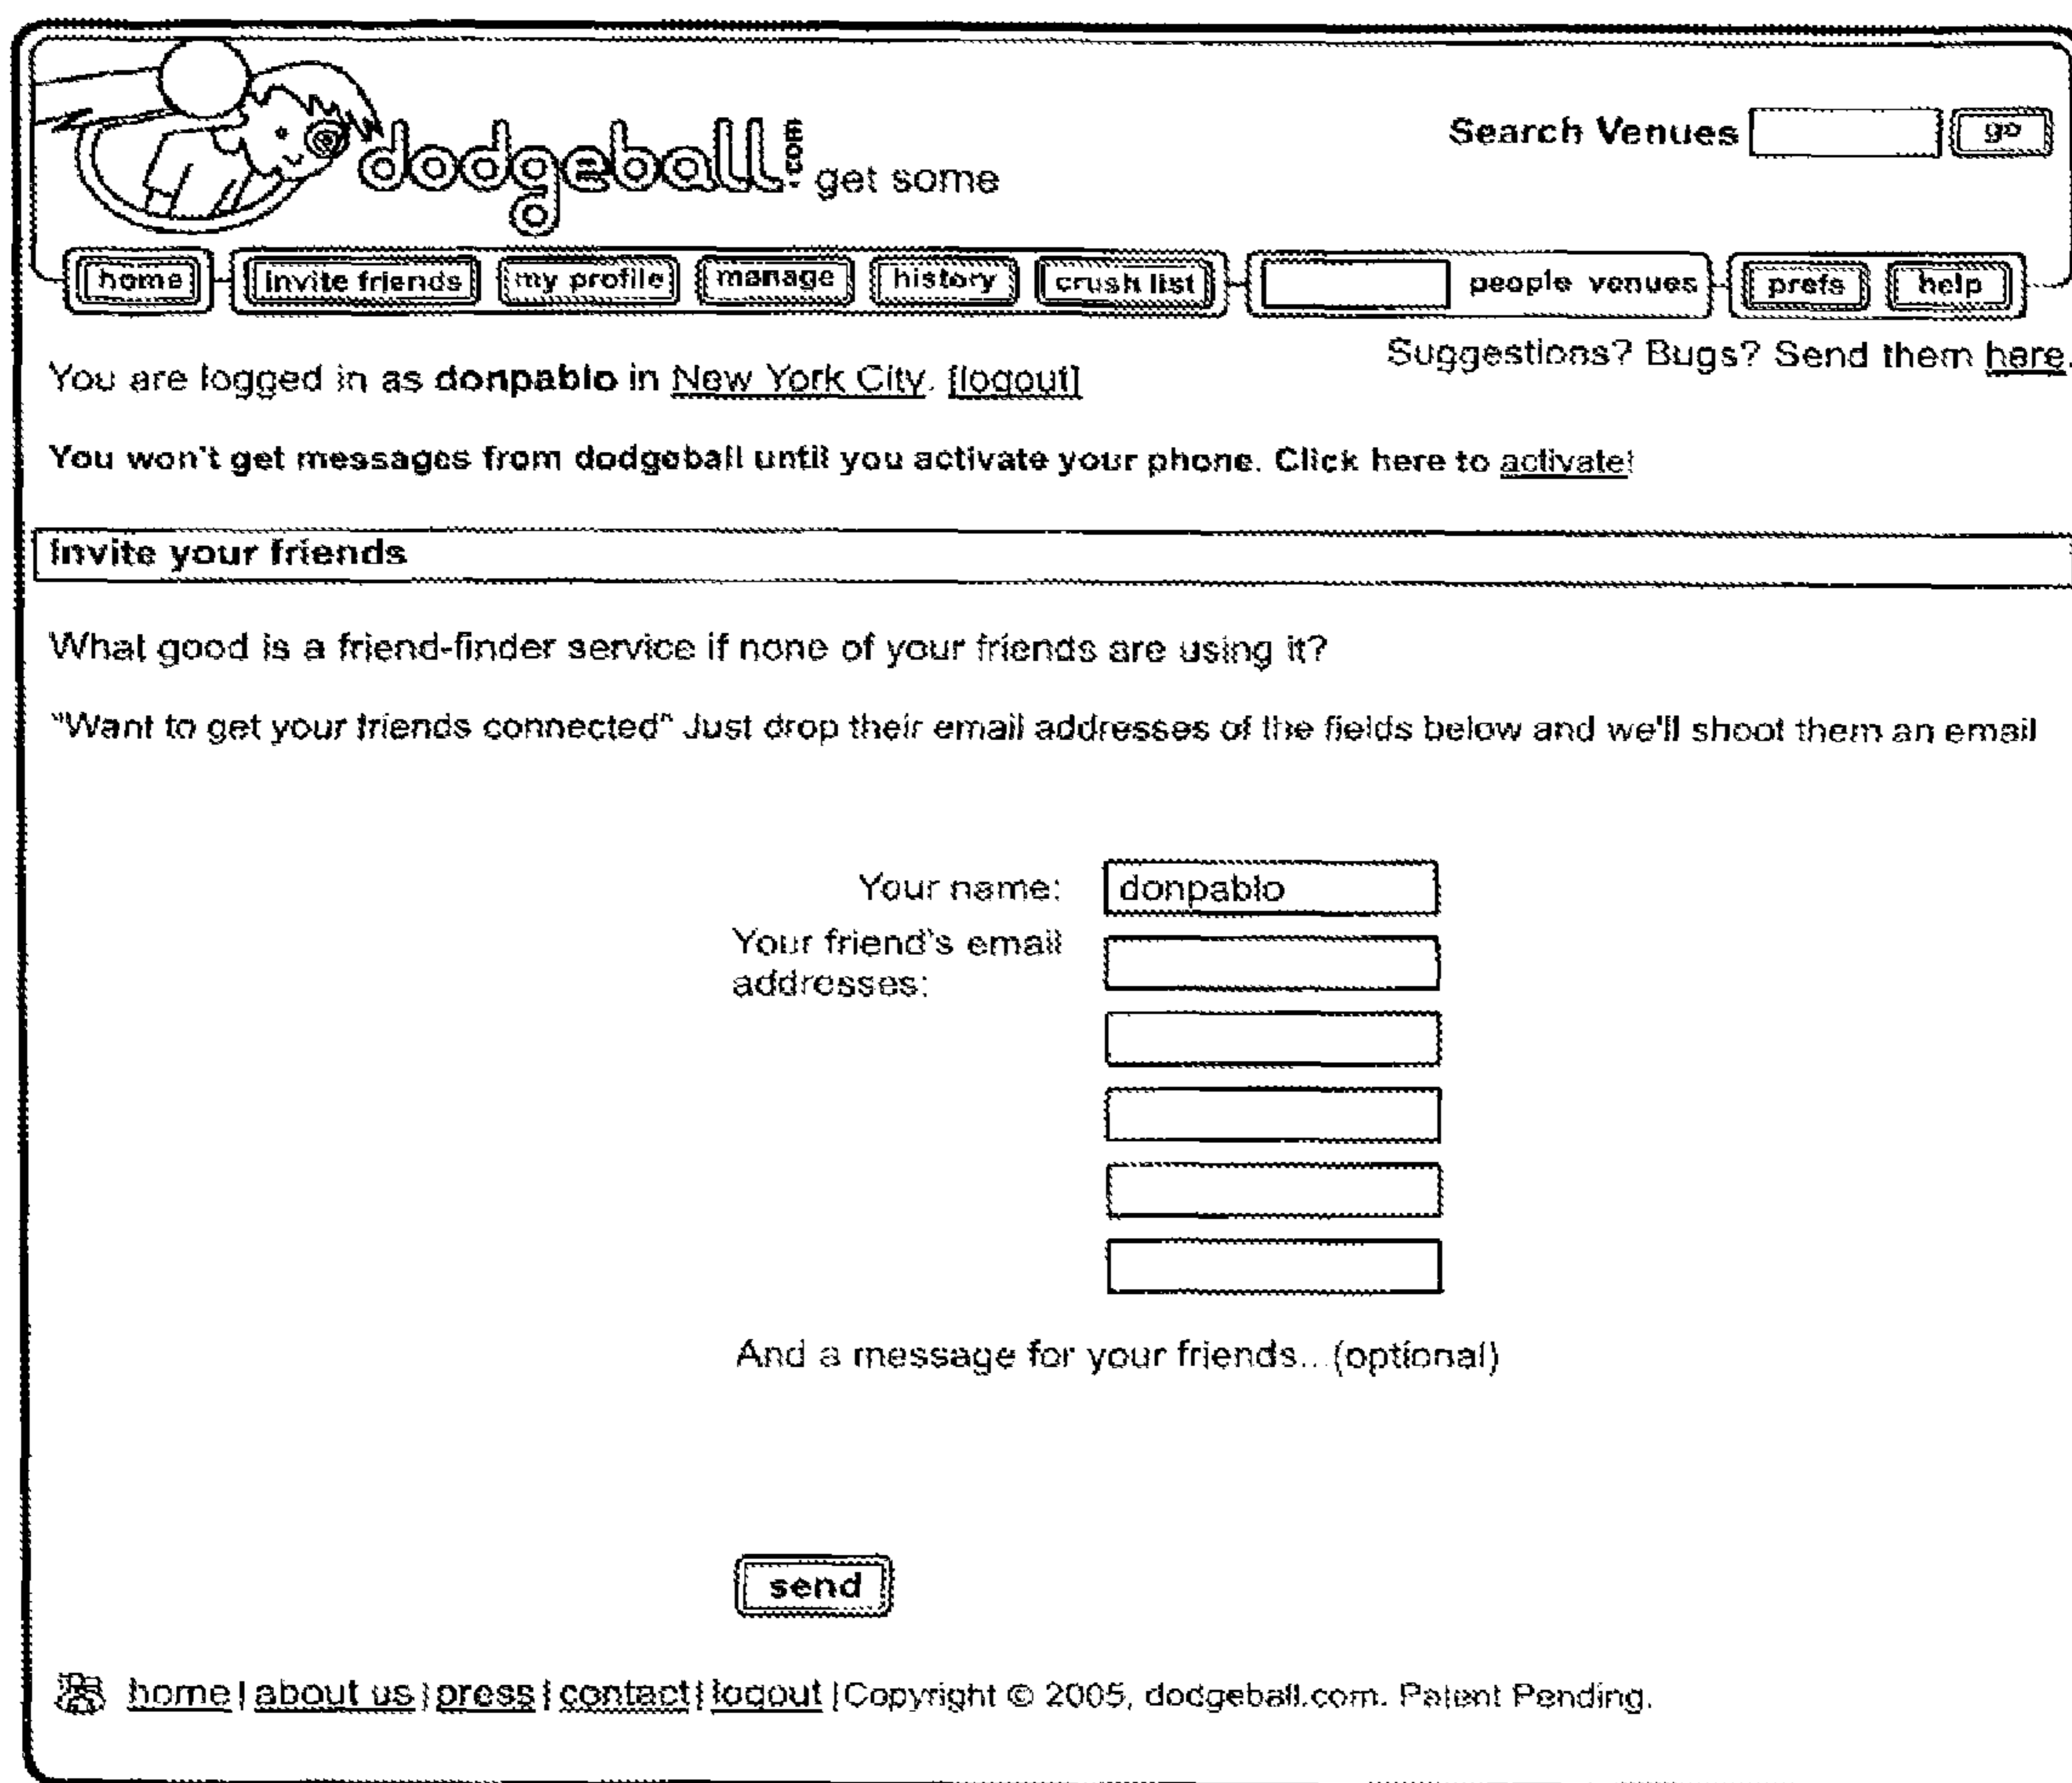 dodgeball.com get some
Search Venues go
home Invite friends my profile manage history crush list people venues prefs help
Suggestions? Bugs? Send them here.
You are logged in as donpablo in New York City. [logout]
You won't get messages from dodgeball until you activate your phone. Click here to activate!
Invite your friends
What good is a friend-finder service if none of your friends are using it?
"Want to get your friends connected" Just drop their email addresses of the fields below and we'll shoot them an email
Your name: donpablo
Your friend's email
addresses:
And a message for your friends...(optional)
send
home | about us | press | contact | logout | Copyright © 2005, dodgeball.com. Patent Pending.